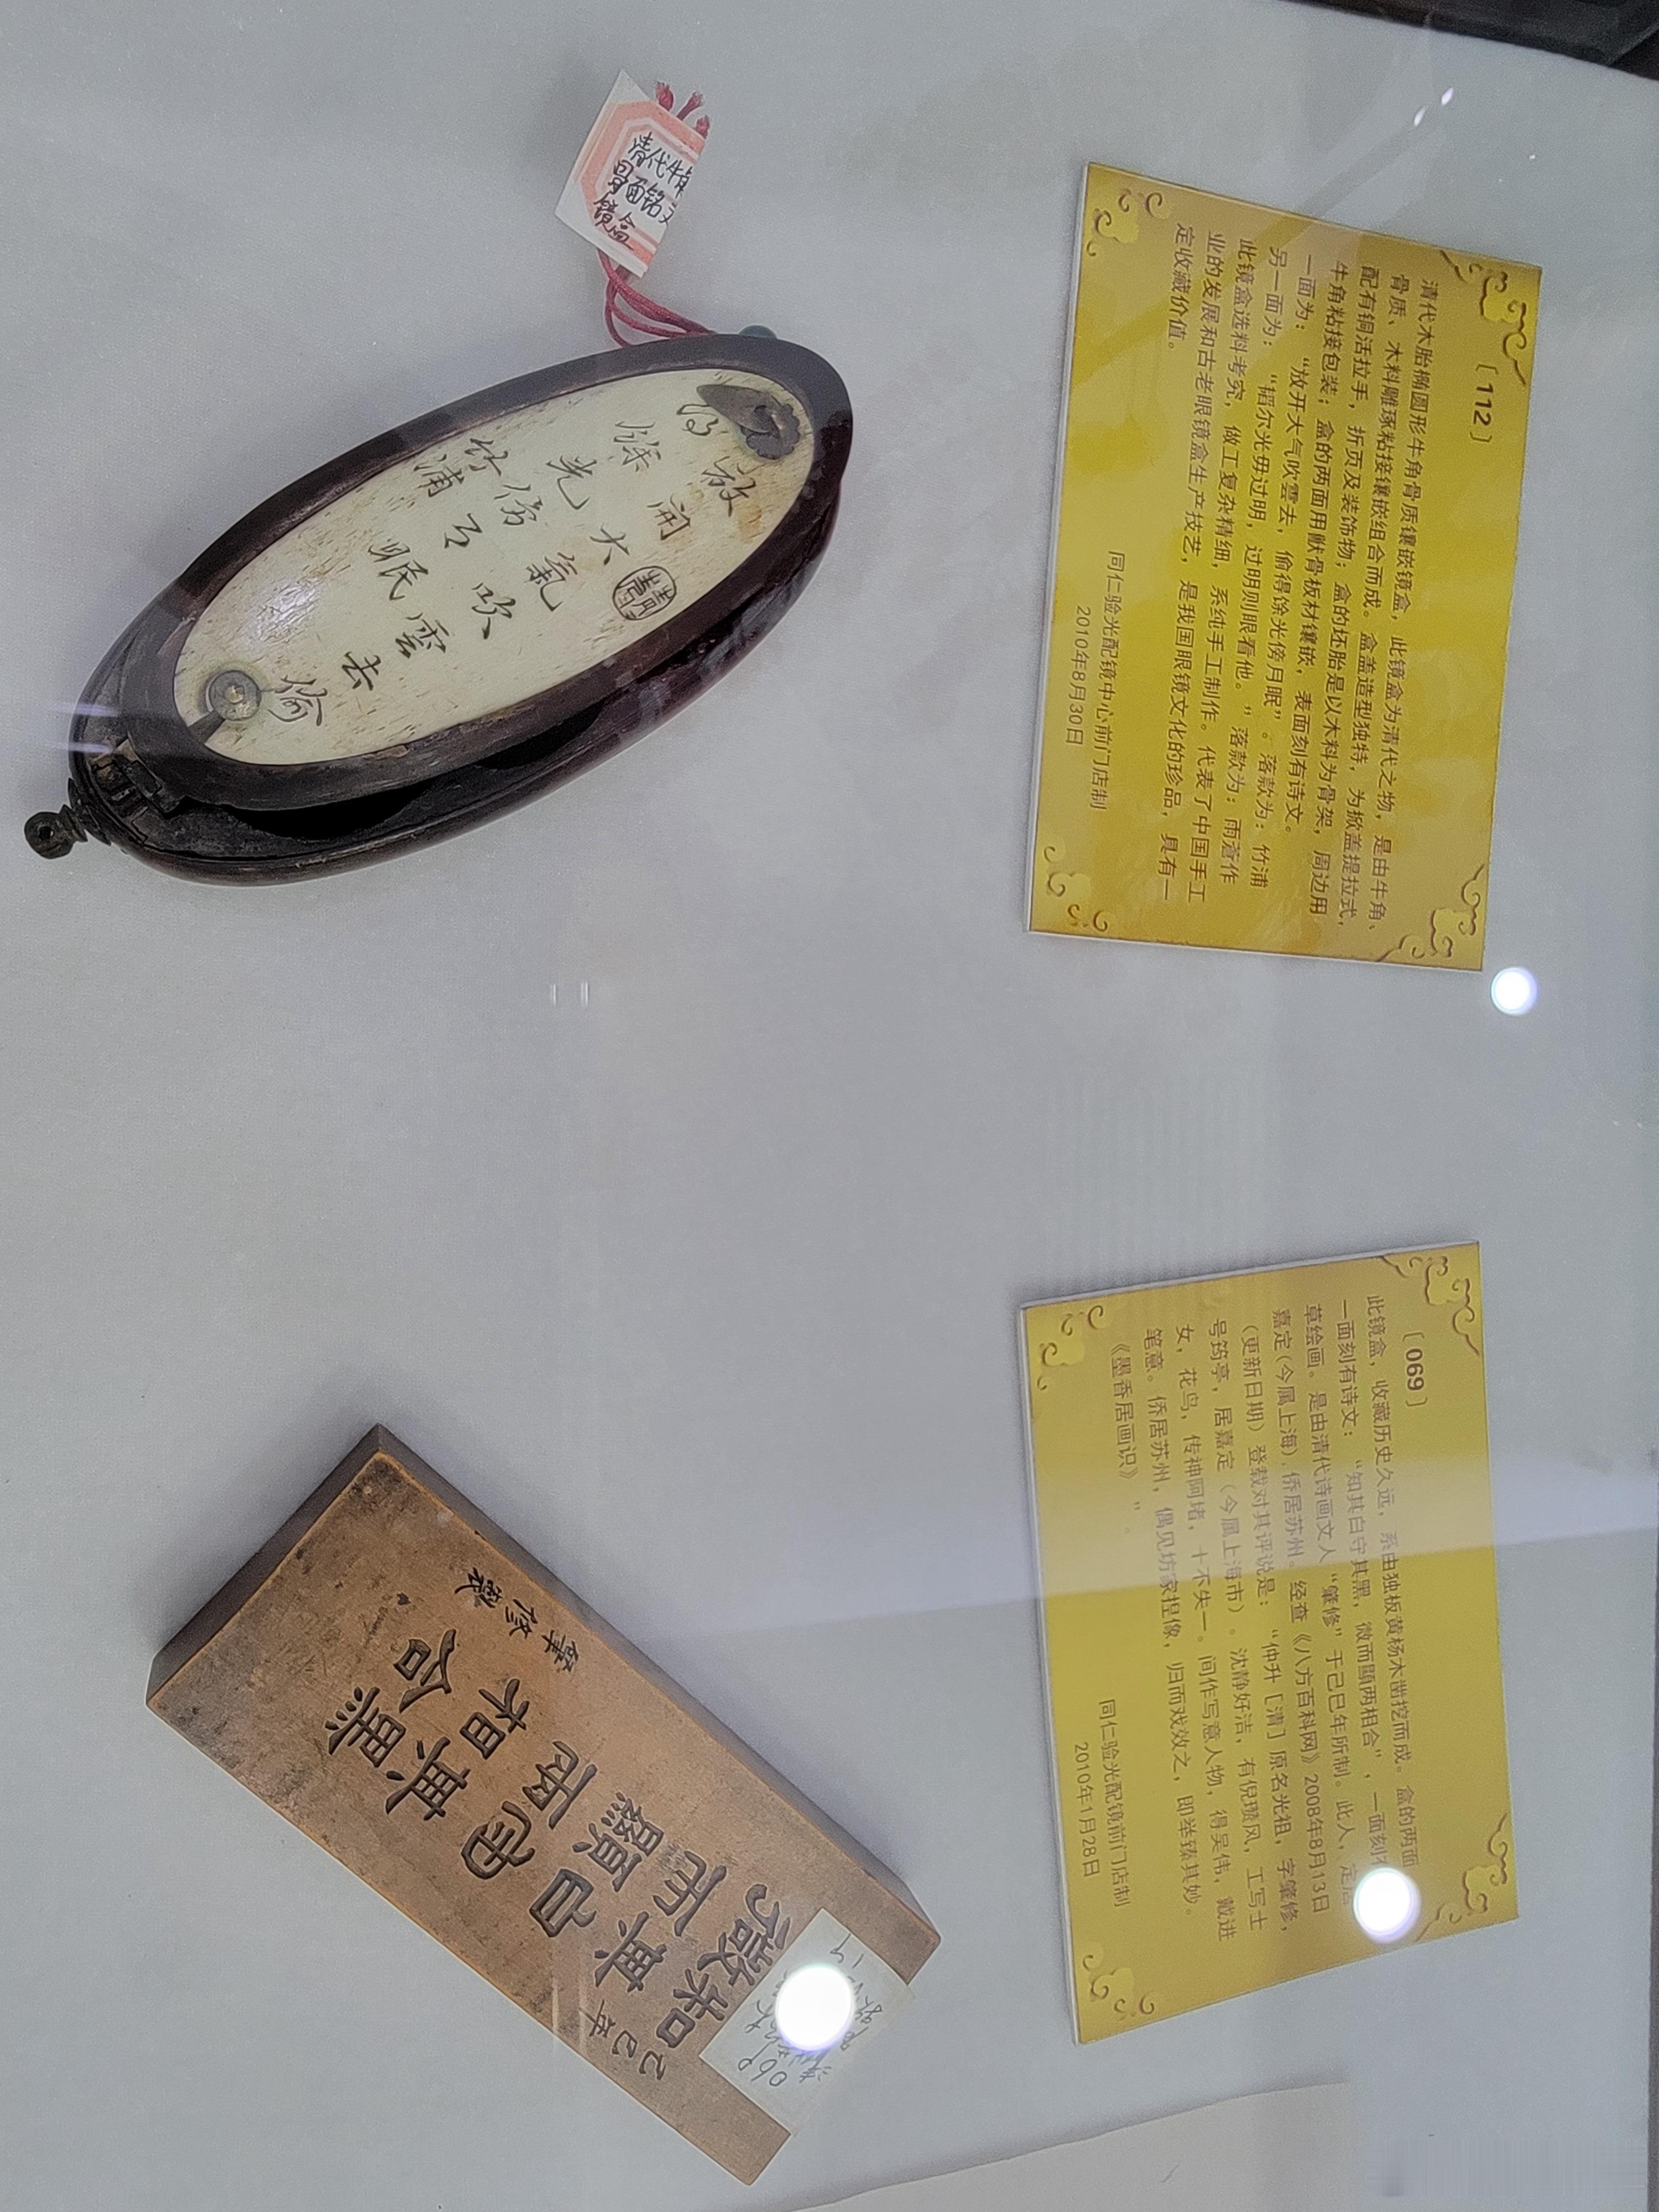 清代牛角
骨面铭文
镜盒
放開大氣吹雲去偷
得餘光傍月眠
竹浦
〔112〕
清代木胎椭圆形牛角骨质镶嵌镜盒，此镜盒为清代之物，是由牛角、
骨质、木料雕琢粘接镶嵌组合而成。盒盖造型独特，为掀盖提拉式，
配有铜活拉手，折页及装饰物；盒的坯胎是以木料为骨架，周边用
牛角粘接包装；盒的两面用兽骨板材镶嵌，表面刻有诗文。
一面为：“放开大气吹雲去，偷得馀光傍月眠”。落款为：竹浦
另一面为：“韬尔光毋过明，过明则眼看他。”落款为：雨蒼作
此镜盒选料考究，做工复杂精细，系纯手工制作。代表了中国手工
业的发展和古老眼镜盒生产技艺，是我国眼镜文化的珍品，具有一
定收藏价值。
同仁验光配镜中心前门门店制
2010年8月30日
〔069〕
此镜盒，收藏历史久远，系由独板黄杨木凿挖而成。盒的两面
一面刻有诗文：“知其白守其黑，微而顯两相合”，一面刻
草绘画。是由清代诗画文人“肇修”于己巳年所制。此人，定居
嘉定（今属上海）侨居苏州。经查《八方百科网》2008年8月13日
（更新日期）登载对其评说是：“仲升［清］原名光祖，字肇修，
号筠亭，居嘉定（今属上海市）。沈静好洁，有倪瓒风，工写士
女，花鸟，传神阿堵，十不失一。间作写意人物，得吴伟，戴进
笔意。侨居苏州，偶见坊家捏像，归而戏效之，即举臻其妙。
《墨香居画识》”。
同仁验光配镜前门店制
2010年1月28日
己巳年
知其白守其黑
微而顯兩相合
肇修製